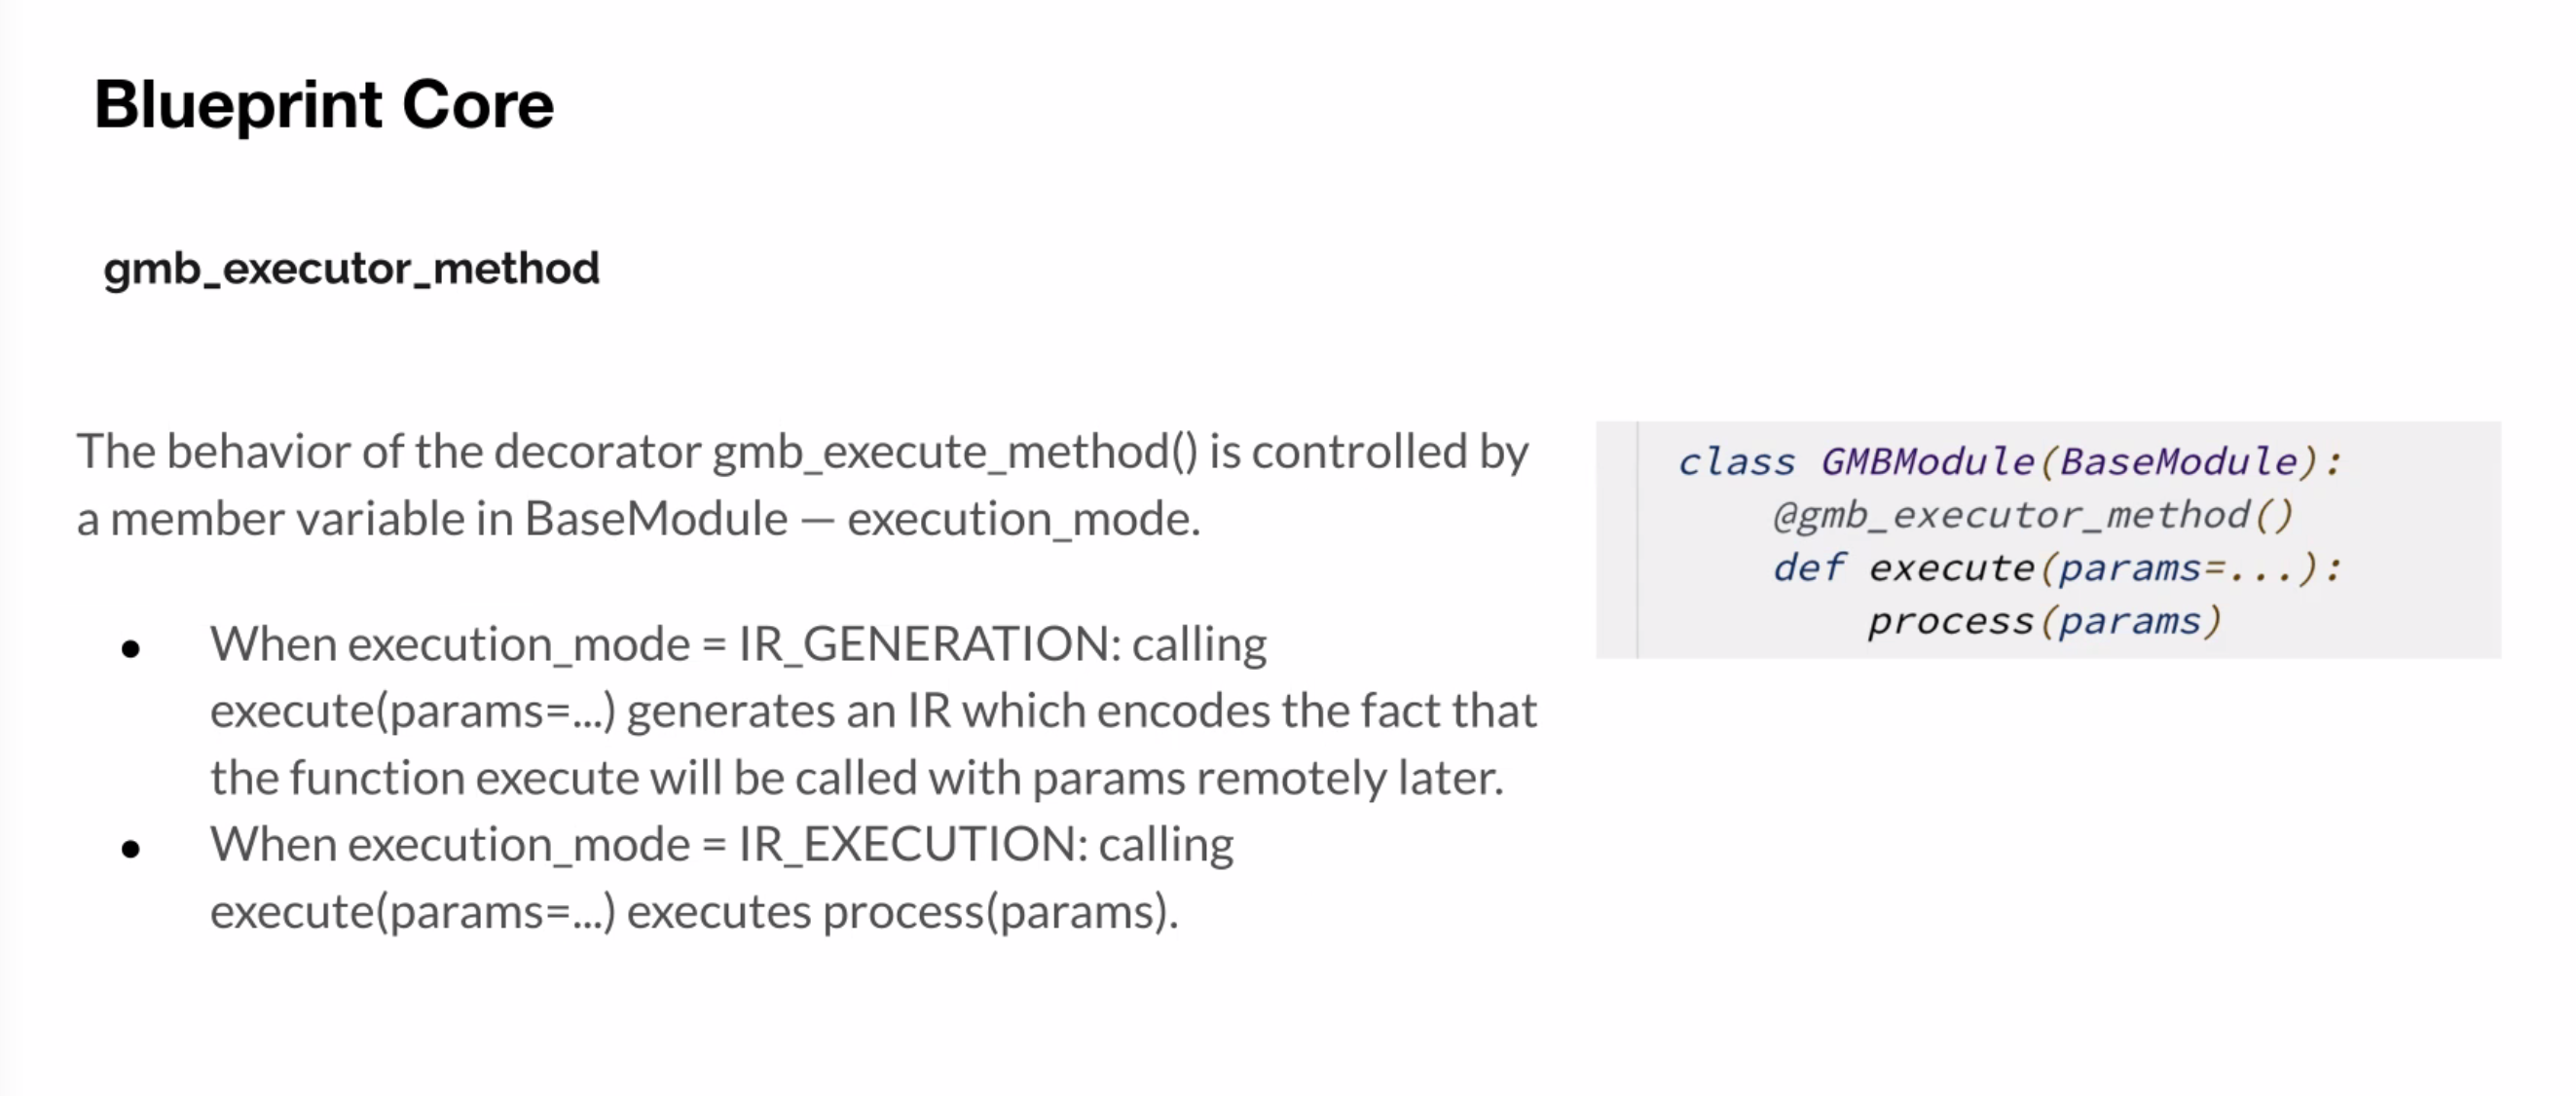 Blueprint Core
gmb_executor_method
The behavior of the decorator gmb_execute_method() is controlled by
a member variable in BaseModule — execution_mode.
● When execution_mode = IR_GENERATION: calling
execute(params=...) generates an IR which encodes the fact that
the function execute will be called with params remotely later.
● When execution_mode = IR_EXECUTION: calling
execute(params=...) executes process(params).
class GMBModule(BaseModule):
    @gmb_executor_method()
    def execute(params=...):
        process(params)